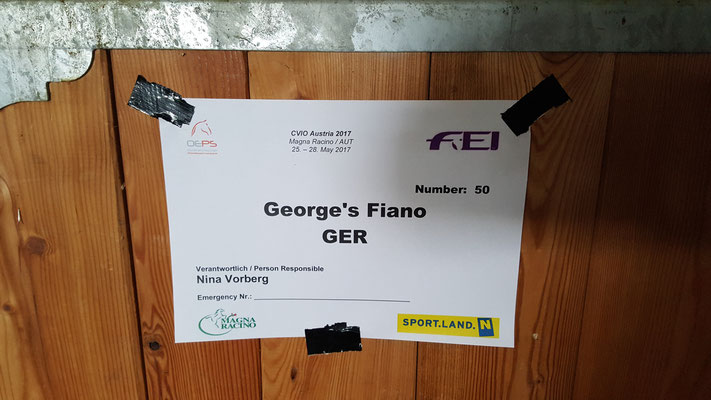 CVIO Austria 2017
Magna Racino / AUT
25. – 28. May 2017
OEPS
FEI
Number: 50
George's Fiano
GER
Verantwortlich / Person Responsible
Nina Vorberg
Emergency Nr.:
MAGNA
RACINO
SPORT.LAND.N